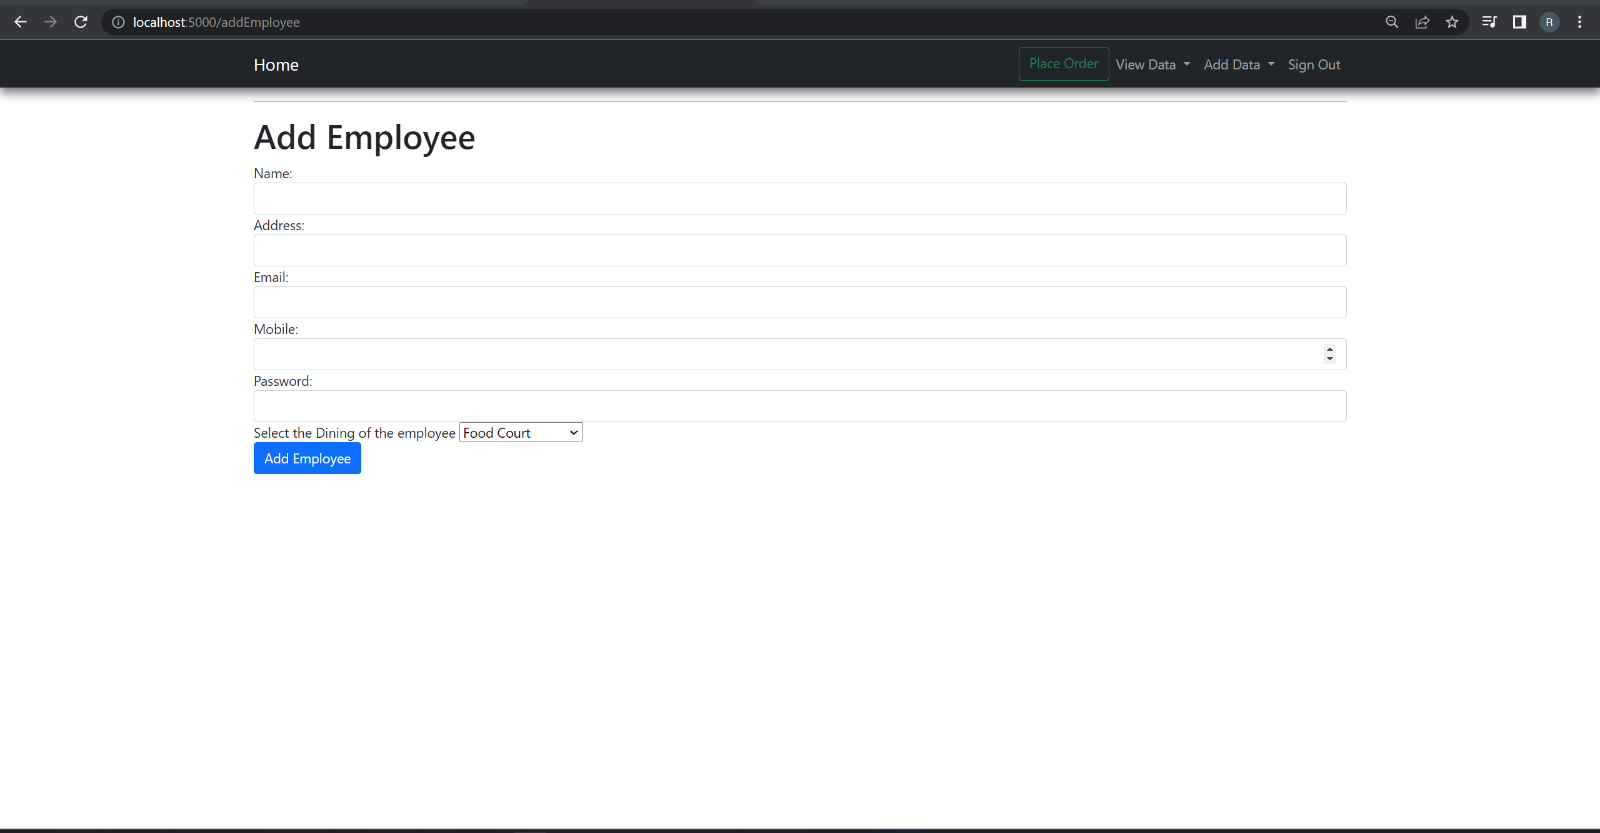 localhost:5000/addEmployee
R
Home Place Order View Data Add Data Sign Out
Add Employee
Name:
Address:
Email:
Mobile:
Password:
Select the Dining of the employee Food Court
Add Employee